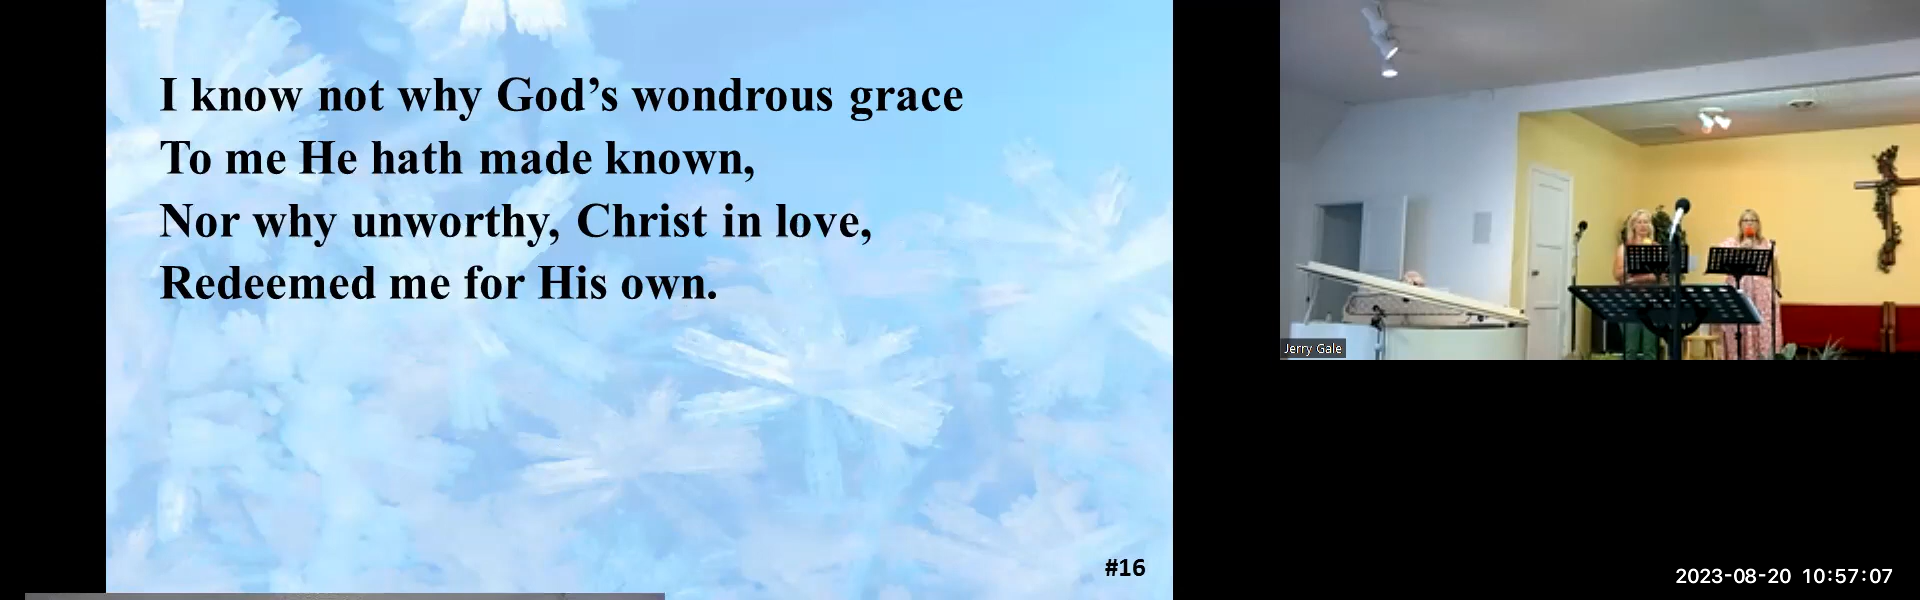 I know not why God’s wondrous grace
To me He hath made known,
Nor why unworthy, Christ in love,
Redeemed me for His own.
#16
Jerry Gale
2023-08-20 10:57:07